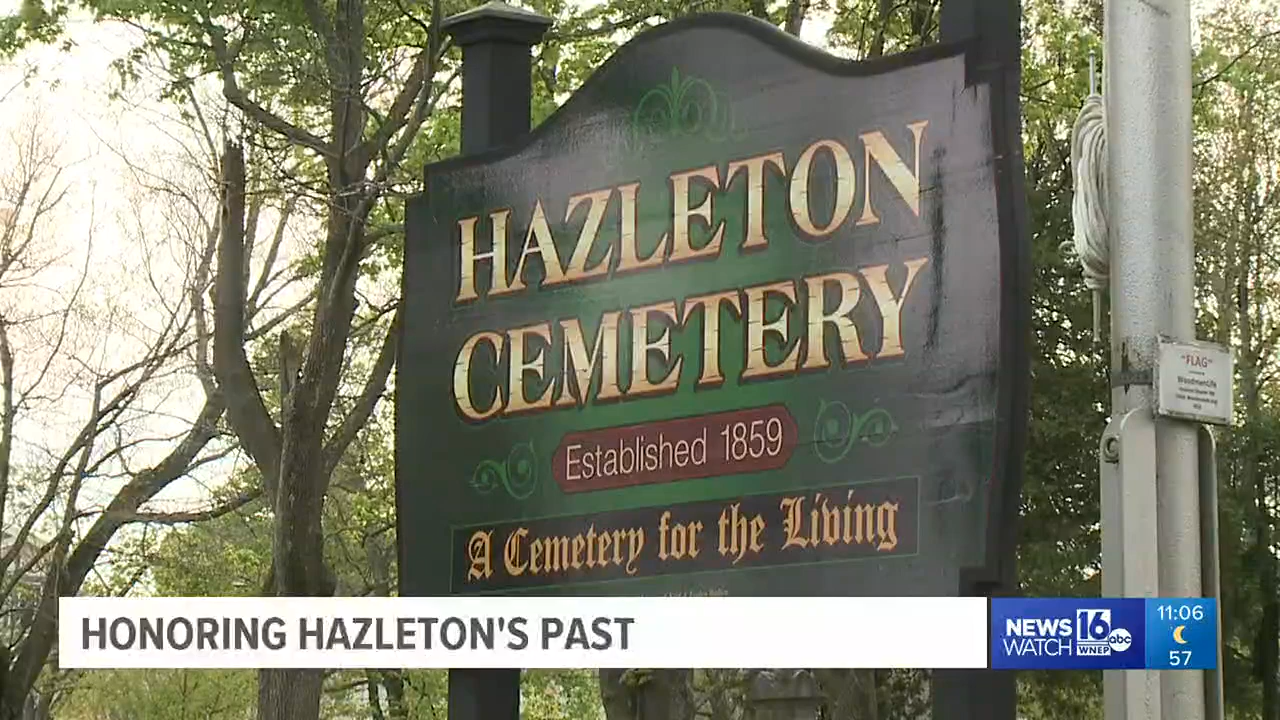 HAZLETON
CEMETERY
Established 1859
A Cemetery for the Living
"FLAG"
WoodmenLife
HONORING HAZLETON'S PAST
NEWS 16 abc
WATCH WNEP
11:06
57